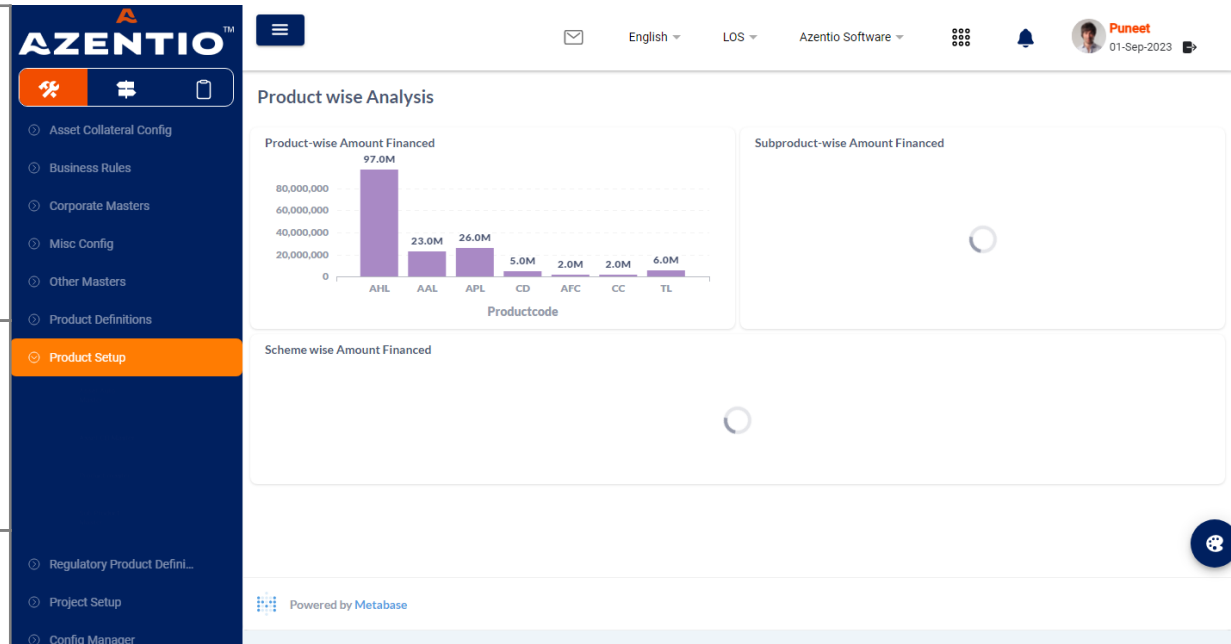 AZENTIO™
English
LOS
Azentio Software
Puneet
01-Sep-2023
Asset Collateral Config
Business Rules
Corporate Masters
Misc Config
Other Masters
Product Definitions
Product Setup
Regulatory Product Defini...
Project Setup
Config Manager
Product wise Analysis
Product-wise Amount Financed
97.0M
80,000,000
60,000,000
40,000,000
23.0M 26.0M
20,000,000
5.0M 2.0M 2.0M 6.0M
0
AHL AAL APL CD AFC CC TL
Productcode
Subproduct-wise Amount Financed
Scheme wise Amount Financed
Powered by Metabase